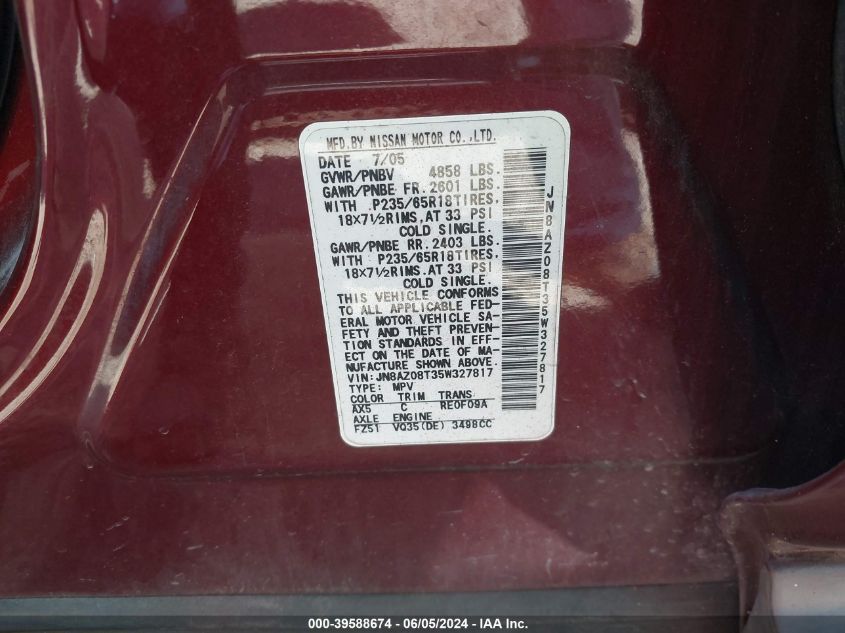 MFD.BY NISSAN MOTOR CO.,LTD.
DATE 7/05
GVWR/PNBV 4858 LBS.
GAWR/PNBE FR. 2601 LBS.
WITH P235/65R18TIRES,
18X7½RIMS,AT 33 PSI
COLD SINGLE.
GAWR/PNBE RR. 2403 LBS.
WITH P235/65R18TIRES,
18X7½RIMS,AT 33 PSI
COLD SINGLE.
THIS VEHICLE CONFORMS
TO ALL APPLICABLE FED-
ERAL MOTOR VEHICLE SA-
FETY AND THEFT PREVEN-
TION STANDARDS IN EFF-
ECT ON THE DATE OF MA-
NUFACTURE SHOWN ABOVE.
VIN:JN8AZ08T35W327817
TYPE: MPV
COLOR TRIM TRANS
AX5 C RE0F09A
AXLE ENGINE
FZ51 VQ35(DE) 3498CC
JN8AZ08T35W327817
000-39588674 - 06/05/2024 - IAA Inc.